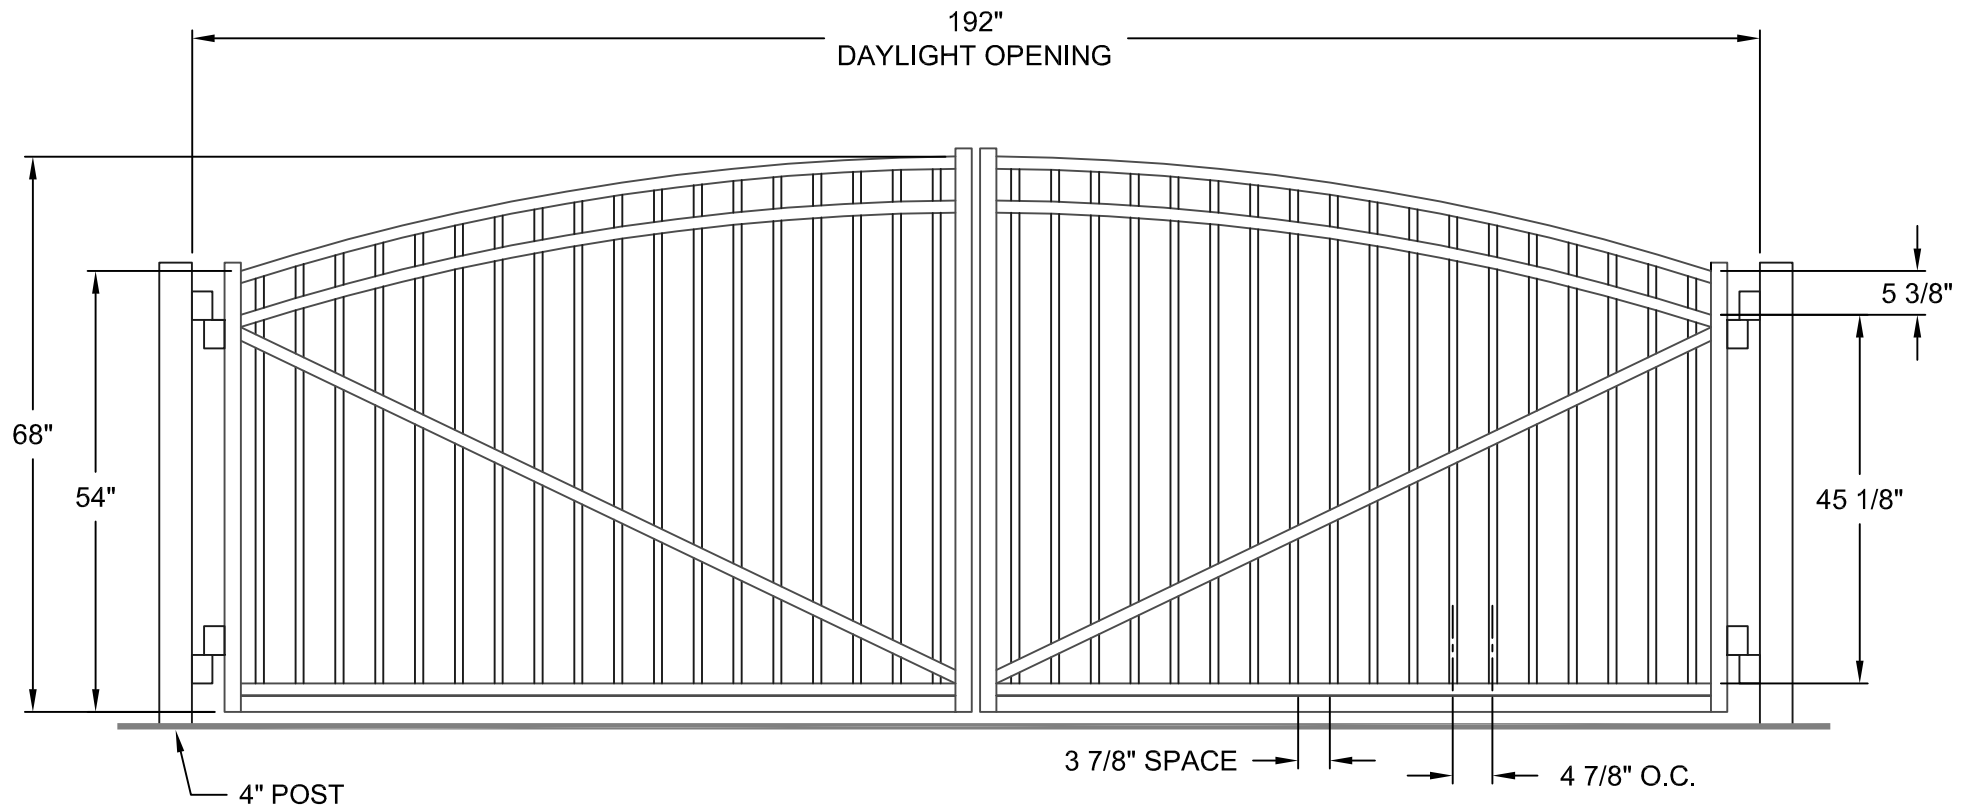 192"
DAYLIGHT OPENING
5 3/8"
68"
54"
45 1/8"
3 7/8" SPACE
4 7/8" O.C.
4" POST